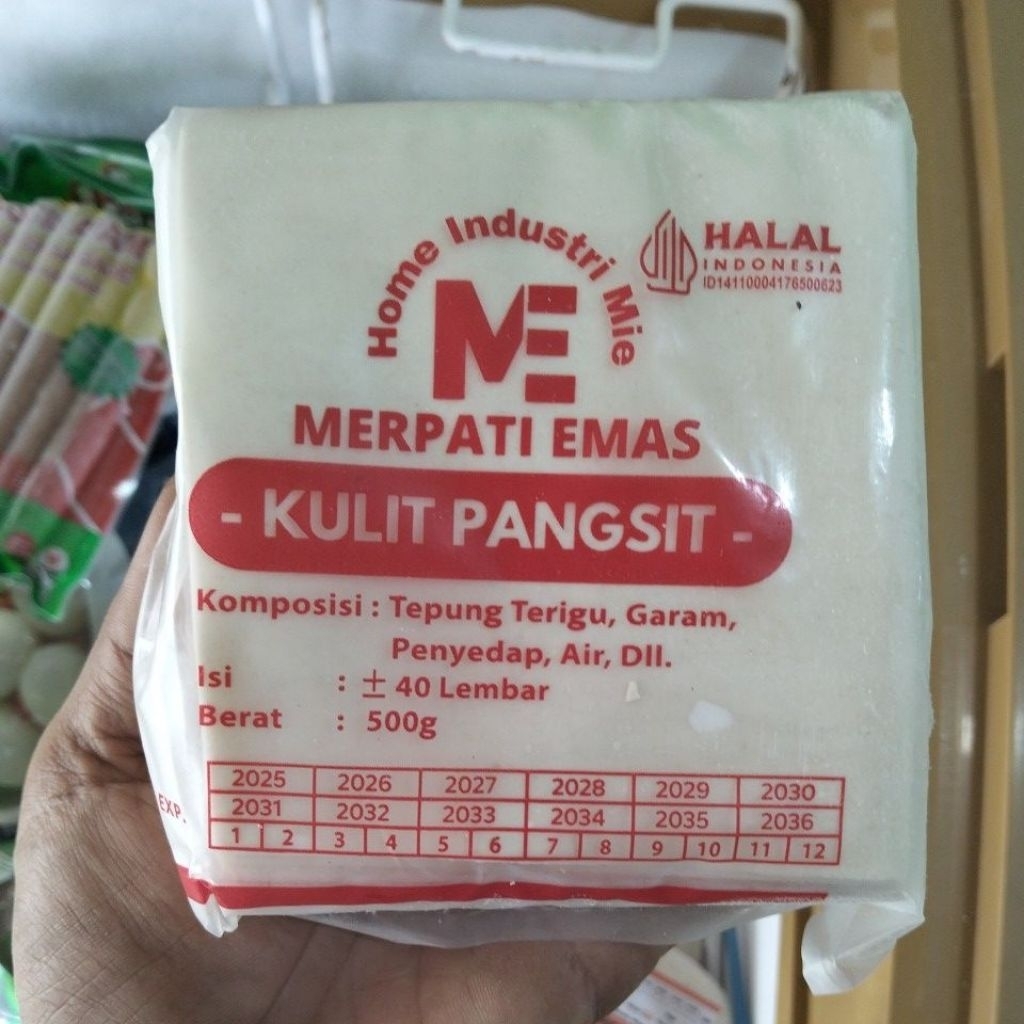 Home Industri Mie
ME
MERPATI EMAS
HALAL
INDONESIA
ID14110004176500623
- KULIT PANGSIT -
Komposisi : Tepung Terigu, Garam,
Penyedap, Air, Dll.
Isi : ± 40 Lembar
Berat : 500g
EXP.
2025 2026 2027 2028 2029 2030
2031 2032 2033 2034 2035 2036
1 2 3 4 5 6 7 8 9 10 11 12